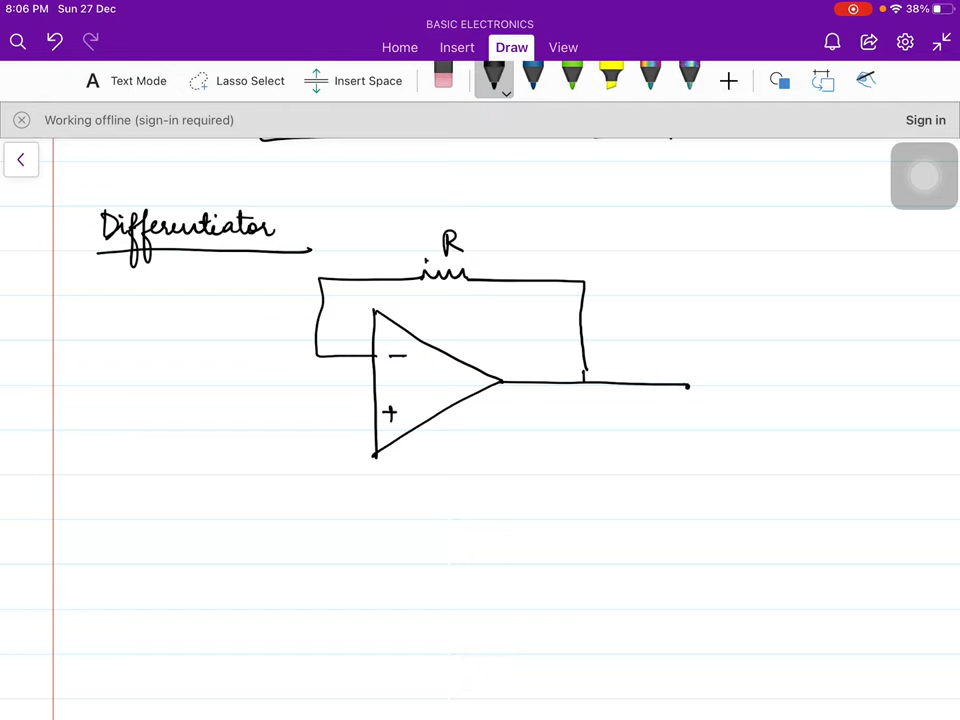 8:06 PM Sun 27 Dec
38%
BASIC ELECTRONICS
Home Insert Draw View
A Text Mode Lasso Select Insert Space
Working offline (sign-in required) Sign in
Differentiator
R
−
+